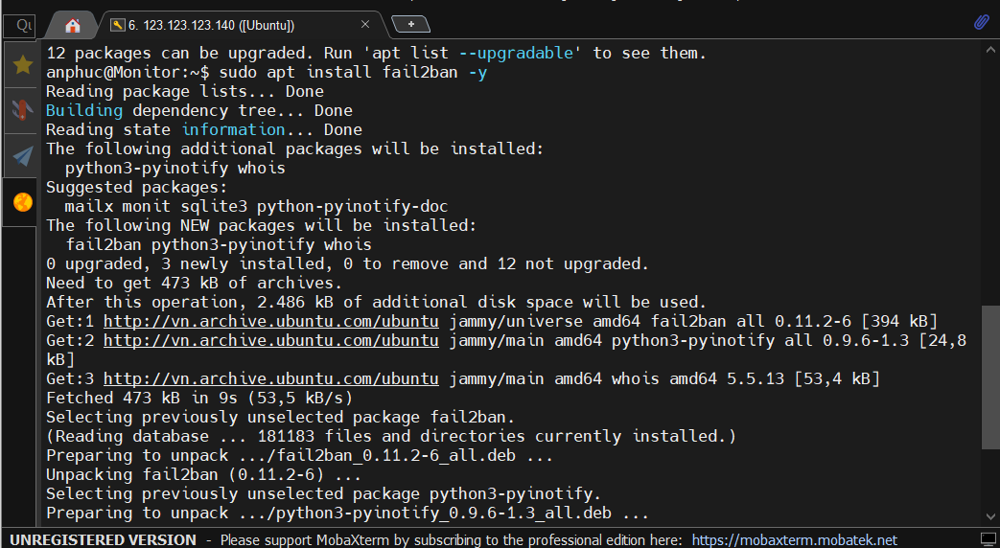 Qu
6. 123.123.123.140 ([Ubuntu])
12 packages can be upgraded. Run 'apt list --upgradable' to see them.
anphuc@Monitor:~$ sudo apt install fail2ban -y
Reading package lists... Done
Building dependency tree... Done
Reading state information... Done
The following additional packages will be installed:
  python3-pyinotify whois
Suggested packages:
  mailx monit sqlite3 python-pyinotify-doc
The following NEW packages will be installed:
  fail2ban python3-pyinotify whois
0 upgraded, 3 newly installed, 0 to remove and 12 not upgraded.
Need to get 473 kB of archives.
After this operation, 2.486 kB of additional disk space will be used.
Get:1 http://vn.archive.ubuntu.com/ubuntu jammy/universe amd64 fail2ban all 0.11.2-6 [394 kB]
Get:2 http://vn.archive.ubuntu.com/ubuntu jammy/main amd64 python3-pyinotify all 0.9.6-1.3 [24,8
kB]
Get:3 http://vn.archive.ubuntu.com/ubuntu jammy/main amd64 whois amd64 5.5.13 [53,4 kB]
Fetched 473 kB in 9s (53,5 kB/s)
Selecting previously unselected package fail2ban.
(Reading database ... 181183 files and directories currently installed.)
Preparing to unpack .../fail2ban_0.11.2-6_all.deb ...
Unpacking fail2ban (0.11.2-6) ...
Selecting previously unselected package python3-pyinotify.
Preparing to unpack .../python3-pyinotify_0.9.6-1.3_all.deb ...
UNREGISTERED VERSION - Please support MobaXterm by subscribing to the professional edition here: https://mobaxterm.mobatek.net